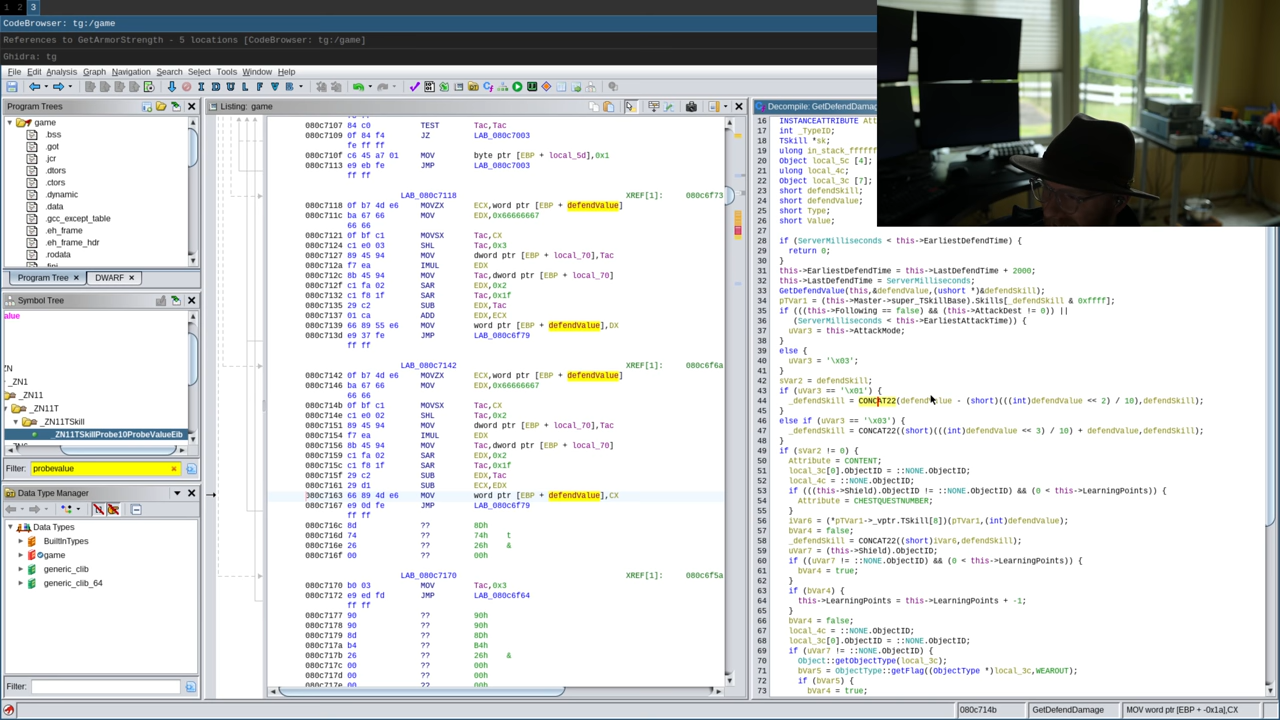 1 2 3
CodeBrowser: tg:/game
References to GetArmorStrength - 5 locations [CodeBrowser: tg:/game]
Ghidra: tg
File Edit Analysis Graph Navigation Search Select Tools Window Help
Program Trees
game
.bss
.got
.jcr
.dtors
.ctors
.dynamic
.data
.gcc_except_table
.eh_frame
.eh_frame_hdr
.rodata
Program Tree × DWARF ×
Symbol Tree
alue
_ZN1
_ZN11
_ZN11T
_ZN11TSkill
_ZN11TSkillProbe10ProbeValueEib
Filter: probevalue
Data Type Manager
Data Types
BuiltInTypes
game
generic_clib
generic_clib_64
Filter:
Listing: game
080c7107 84 c0 TEST Tac,Tac
080c7109 0f 84 f4 JZ LAB_080c7003
fe ff ff
080c710f c6 45 a7 01 MOV byte ptr [EBP + local_5d],0x1
080c7113 e9 eb fe JMP LAB_080c7003
ff ff
LAB_080c7118 XREF[1]: 080c6f73
080c7118 0f b7 4d e6 MOVZX ECX,word ptr [EBP + defendValue]
080c711c ba 67 66 MOV EDX,0x66666667
66 66
080c7121 0f bf c1 MOVSX Tac,CX
080c7124 c1 e0 03 SHL Tac,0x3
080c7127 89 45 94 MOV dword ptr [EBP + local_70],Tac
080c712a f7 ea IMUL EDX
080c712c 8b 45 94 MOV Tac,dword ptr [EBP + local_70]
080c712f c1 fa 02 SAR EDX,0x2
080c7132 c1 f8 1f SAR Tac,0x1f
080c7135 29 c2 SUB EDX,Tac
080c7137 01 ca ADD EDX,ECX
080c7139 66 89 55 e6 MOV word ptr [EBP + defendValue],DX
080c713d e9 37 fe JMP LAB_080c6f79
ff ff
LAB_080c7142 XREF[1]: 080c6f6a
080c7142 0f b7 4d e6 MOVZX ECX,word ptr [EBP + defendValue]
080c7146 ba 67 66 MOV EDX,0x66666667
66 66
080c714b 0f bf c1 MOVSX Tac,CX
080c714e c1 e0 02 SHL Tac,0x2
080c7151 89 45 94 MOV dword ptr [EBP + local_70],Tac
080c7154 f7 ea IMUL EDX
080c7156 8b 45 94 MOV Tac,dword ptr [EBP + local_70]
080c7159 c1 fa 02 SAR EDX,0x2
080c715c c1 f8 1f SAR Tac,0x1f
080c715f 29 c2 SUB EDX,Tac
080c7161 29 d1 SUB ECX,EDX
080c7163 66 89 4d e6 MOV word ptr [EBP + defendValue],CX
080c7167 e9 0d fe JMP LAB_080c6f79
ff ff
080c716c 8d ?? 8Dh
080c716d 74 ?? 74h t
080c716e 26 ?? 26h &
080c716f 00 ?? 00h
LAB_080c7170 XREF[1]: 080c6f5a
080c7170 b0 03 MOV Tac,0x3
080c7172 e9 ed fd JMP LAB_080c6f64
ff ff
080c7177 90 ?? 90h
080c7178 90 ?? 90h
080c7179 8d ?? 8Dh
080c717a b4 ?? B4h
080c717b 26 ?? 26h &
080c717c 00 ?? 00h
080c717d 00 ?? 00h
Decompile: GetDefendDamag
16 INSTANCEATTRIBUTE Att
17 int _TypeID;
18 TSkill *sk;
19 ulong in_stack_ffffff
20 Object local_5c [4];
21 ulong local_4c;
22 Object local_3c [7];
23 short defendSkill;
24 short defendValue;
25 short Type;
26 short Value;
27
28 if (ServerMilliseconds < this->EarliestDefendTime) {
29 return 0;
30 }
31 this->EarliestDefendTime = this->LastDefendTime + 2000;
32 this->LastDefendTime = ServerMilliseconds;
33 GetDefendValue(this,&defendValue,(ushort *)&defendSkill);
34 pTVar1 = (this->Master->super_TSkillBase).Skills[_defendSkill & 0xffff];
35 if (((this->Following == false) && (this->AttackDest != 0)) ||
36 (ServerMilliseconds < this->EarliestAttackTime)) {
37 uVar3 = this->AttackMode;
38 }
39 else {
40 uVar3 = '\x03';
41 }
42 sVar2 = defendSkill;
43 if (uVar3 == '\x01') {
44 _defendSkill = CONCAT22(defendValue - (short)(((int)defendValue << 2) / 10),defendSkill);
45 }
46 else if (uVar3 == '\x03') {
47 _defendSkill = CONCAT22((short)(((int)defendValue << 3) / 10) + defendValue,defendSkill);
48 }
49 if (sVar2 != 0) {
50 Attribute = CONTENT;
51 local_3c[0].ObjectID = ::NONE.ObjectID;
52 local_4c = ::NONE.ObjectID;
53 if (((this->Shield).ObjectID != ::NONE.ObjectID) && (0 < this->LearningPoints)) {
54 Attribute = CHESTQUESTNUMBER;
55 }
56 iVar6 = (*pTVar1->_vptr.TSkill[8])(pTVar1,(int)defendValue);
57 bVar4 = false;
58 _defendSkill = CONCAT22((short)iVar6,defendSkill);
59 uVar7 = (this->Shield).ObjectID;
60 if ((uVar7 != ::NONE.ObjectID) && (0 < this->LearningPoints)) {
61 bVar4 = true;
62 }
63 if (bVar4) {
64 this->LearningPoints = this->LearningPoints + -1;
65 }
66 bVar4 = false;
67 local_4c = ::NONE.ObjectID;
68 local_3c[0].ObjectID = ::NONE.ObjectID;
69 if (uVar7 != ::NONE.ObjectID) {
70 Object::getObjectType(local_3c);
71 bVar5 = ObjectType::getFlag((ObjectType *)local_3c,WEAROUT);
72 if (bVar5) {
73 bVar4 = true;
080c714b GetDefendDamage MOV word ptr [EBP + -0x1a],CX